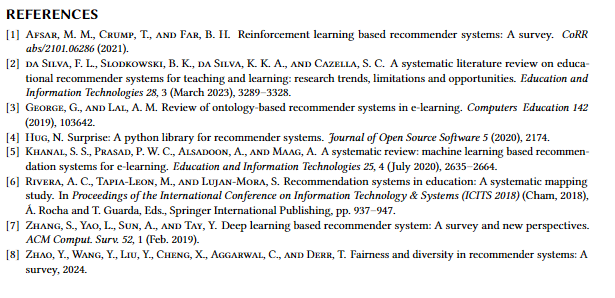 REFERENCES
[1] Afsar, M. M., Crump, T., and Far, B. H. Reinforcement learning based recommender systems: A survey. CoRR
abs/2101.06286 (2021).
[2] da Silva, F. L., Slodkowski, B. K., da Silva, K. K. A., and Cazella, S. C. A systematic literature review on educa-
tional recommender systems for teaching and learning: research trends, limitations and opportunities. Education and
Information Technologies 28, 3 (March 2023), 3289–3328.
[3] George, G., and Lal, A. M. Review of ontology-based recommender systems in e-learning. Computers Education 142
(2019), 103642.
[4] Hug, N. Surprise: A python library for recommender systems. Journal of Open Source Software 5 (2020), 2174.
[5] Khanal, S. S., Prasad, P. W. C., Alsadoon, A., and Maag, A. A systematic review: machine learning based recommen-
dation systems for e-learning. Education and Information Technologies 25, 4 (July 2020), 2635–2664.
[6] Rivera, A. C., Tapia-Leon, M., and Lujan-Mora, S. Recommendation systems in education: A systematic mapping
study. In Proceedings of the International Conference on Information Technology & Systems (ICITS 2018) (Cham, 2018),
Á. Rocha and T. Guarda, Eds., Springer International Publishing, pp. 937–947.
[7] Zhang, S., Yao, L., Sun, A., and Tay, Y. Deep learning based recommender system: A survey and new perspectives.
ACM Comput. Surv. 52, 1 (Feb. 2019).
[8] Zhao, Y., Wang, Y., Liu, Y., Cheng, X., Aggarwal, C., and Derr, T. Fairness and diversity in recommender systems: A
survey, 2024.